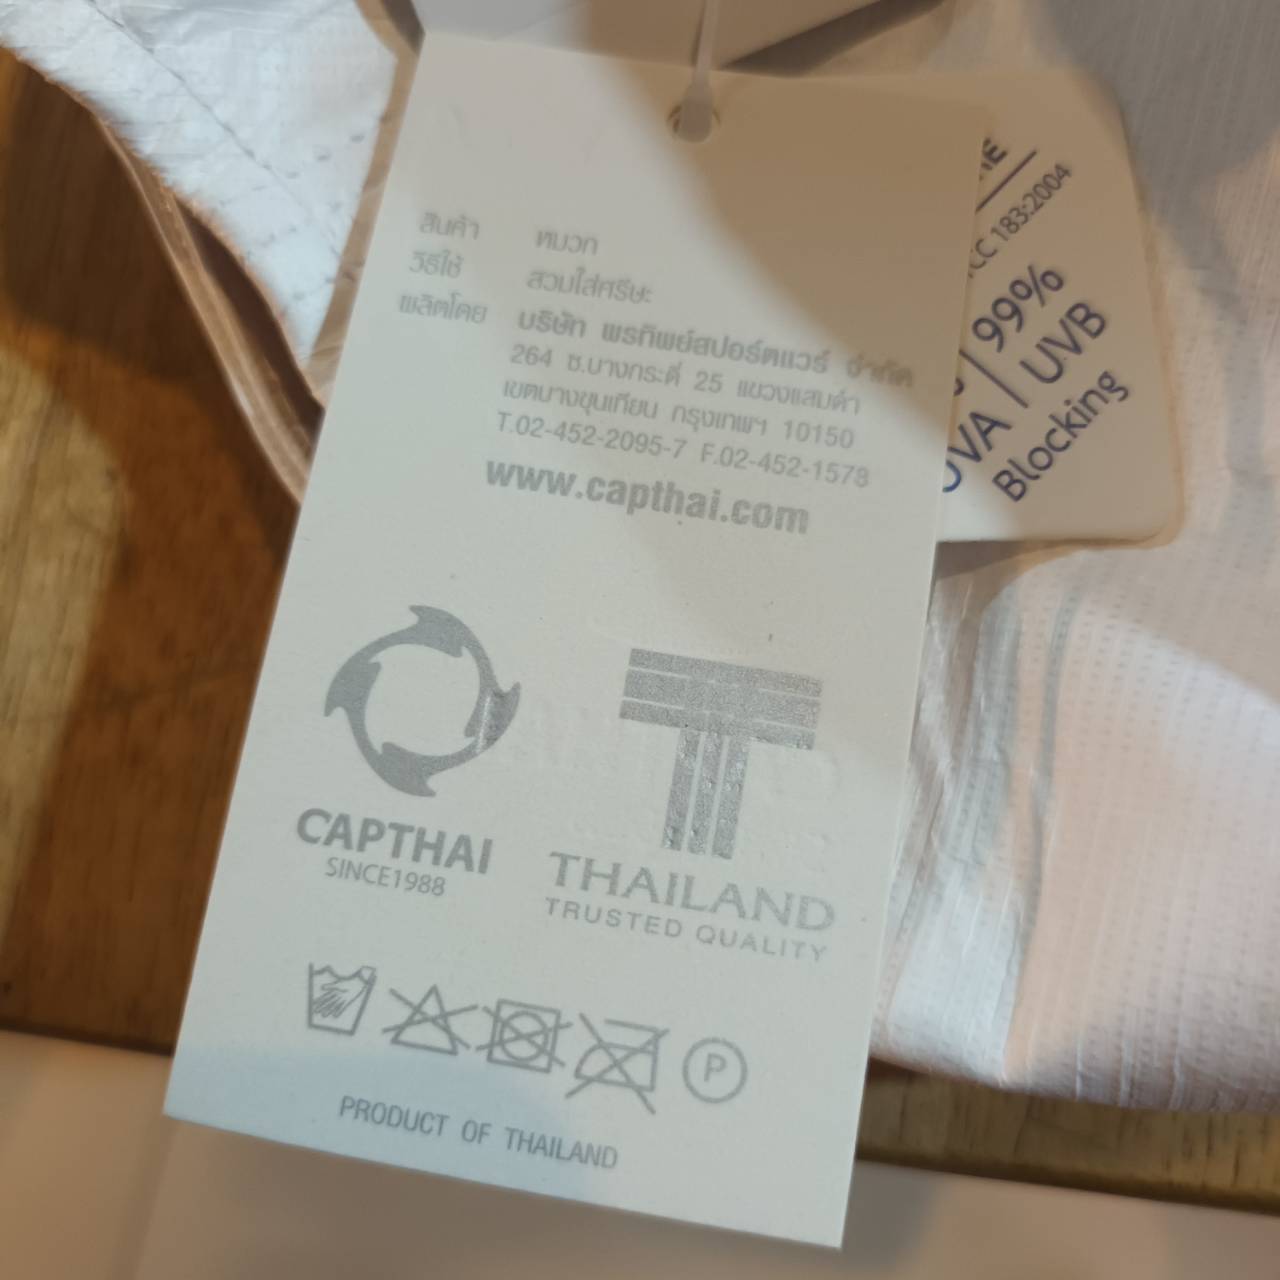 สินค้า หมวก
วิธีใช้ สวมใส่ศรีษะ
ผลิตโดย บริษัท พรทิพย์สปอร์ตแวร์ จำกัด
264 ซ.บางกระดี่ 25 แขวงแสมดำ
เขตบางขุนเทียน กรุงเทพฯ 10150
T.02-452-2095-7 F.02-452-1578
www.capthai.com
CAPTHAI
SINCE1988
THAILAND
TRUSTED QUALITY
P
PRODUCT OF THAILAND
CC 183:2004
99%
UVA / UVB
Blocking